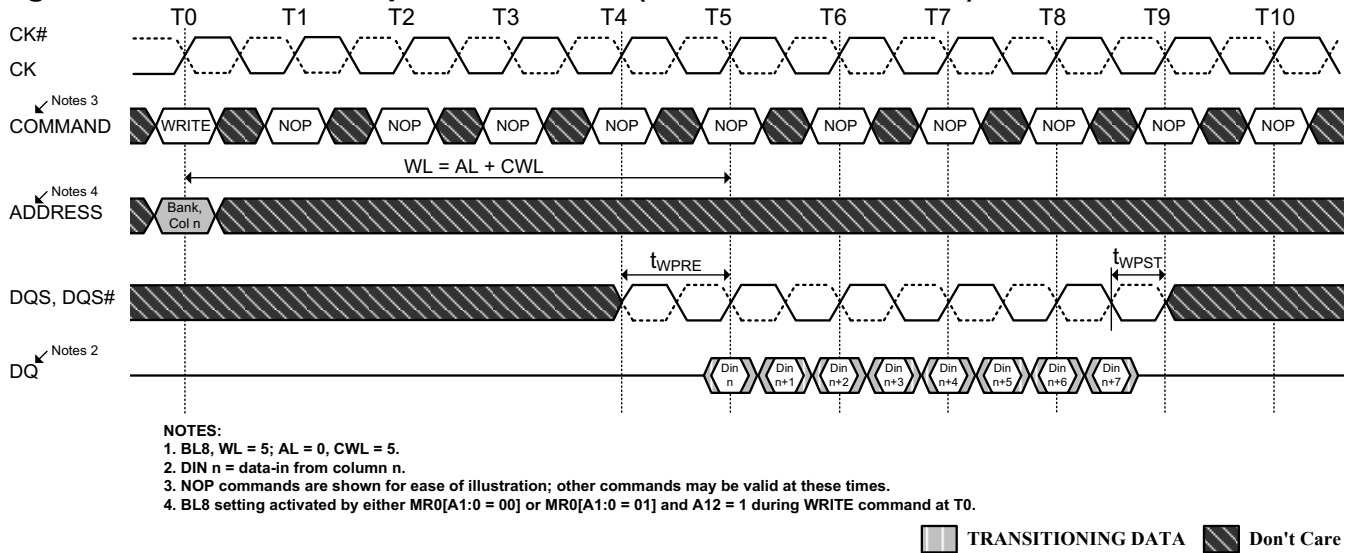 T0 T1 T2 T3 T4 T5 T6 T7 T8 T9 T10
CK#
CK
Notes 3
COMMAND
WRITE NOP NOP NOP NOP NOP NOP NOP NOP NOP NOP
WL = AL + CWL
Notes 4
ADDRESS
Bank,
Col n
tWPRE
tWPST
DQS, DQS#
Notes 2
DQ
Din Din Din Din Din Din Din Din
n n+1 n+2 n+3 n+4 n+5 n+6 n+7
NOTES:
1. BL8, WL = 5; AL = 0, CWL = 5.
2. DIN n = data-in from column n.
3. NOP commands are shown for ease of illustration; other commands may be valid at these times.
4. BL8 setting activated by either MR0[A1:0 = 00] or MR0[A1:0 = 01] and A12 = 1 during WRITE command at T0.
TRANSITIONING DATA Don't Care